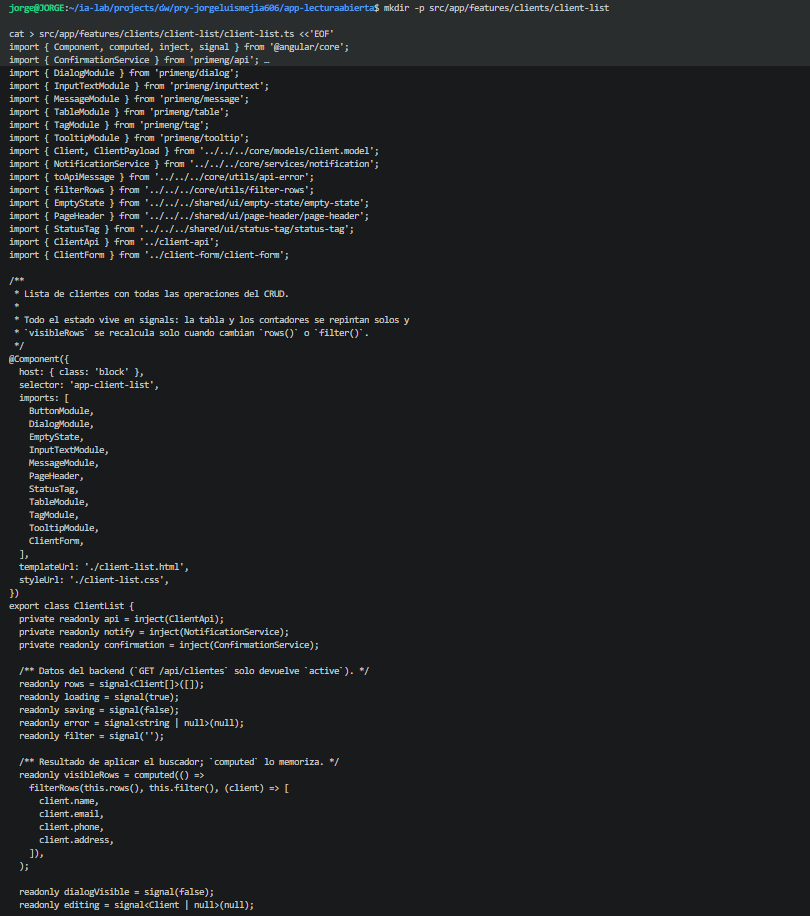 jorge@JORGE:~/ia-lab/projects/dw/pry-jorgeluismejia606/app-lecturaabierta$ mkdir -p src/app/features/clients/client-list

cat > src/app/features/clients/client-list/client-list.ts <<'EOF'
import { Component, computed, inject, signal } from '@angular/core';
import { ConfirmationService } from 'primeng/api'; …
import { DialogModule } from 'primeng/dialog';
import { InputTextModule } from 'primeng/inputtext';
import { MessageModule } from 'primeng/message';
import { TableModule } from 'primeng/table';
import { TagModule } from 'primeng/tag';
import { TooltipModule } from 'primeng/tooltip';
import { Client, ClientPayload } from '../../../core/models/client.model';
import { NotificationService } from '../../../core/services/notification';
import { toApiMessage } from '../../../core/utils/api-error';
import { filterRows } from '../../../core/utils/filter-rows';
import { EmptyState } from '../../../shared/ui/empty-state/empty-state';
import { PageHeader } from '../../../shared/ui/page-header/page-header';
import { StatusTag } from '../../../shared/ui/status-tag/status-tag';
import { ClientApi } from '../client-api';
import { ClientForm } from '../client-form/client-form';

/**
 * Lista de clientes con todas las operaciones del CRUD.
 *
 * Todo el estado vive en signals: la tabla y los contadores se repintan solos y
 * `visibleRows` se recalcula solo cuando cambian `rows()` o `filter()`.
 */
@Component({
  host: { class: 'block' },
  selector: 'app-client-list',
  imports: [
    ButtonModule,
    DialogModule,
    EmptyState,
    InputTextModule,
    MessageModule,
    PageHeader,
    StatusTag,
    TableModule,
    TagModule,
    TooltipModule,
    ClientForm,
  ],
  templateUrl: './client-list.html',
  styleUrl: './client-list.css',
})
export class ClientList {
  private readonly api = inject(ClientApi);
  private readonly notify = inject(NotificationService);
  private readonly confirmation = inject(ConfirmationService);

  /** Datos del backend (`GET /api/clientes` solo devuelve `active`). */
  readonly rows = signal<Client[]>([]);
  readonly loading = signal(true);
  readonly saving = signal(false);
  readonly error = signal<string | null>(null);
  readonly filter = signal('');

  /** Resultado de aplicar el buscador; `computed` lo memoriza. */
  readonly visibleRows = computed(() =>
    filterRows(this.rows(), this.filter(), (client) => [
      client.name,
      client.email,
      client.phone,
      client.address,
    ]),
  );

  readonly dialogVisible = signal(false);
  readonly editing = signal<Client | null>(null);